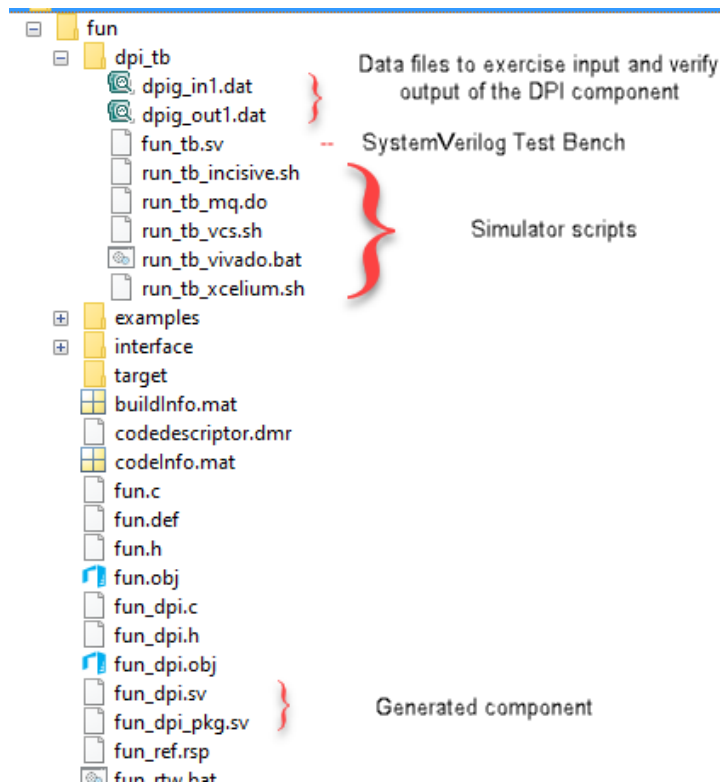 fun
dpi_tb
dpig_in1.dat
dpig_out1.dat
Data files to exercise input and verify
output of the DPI component
fun_tb.sv
-- SystemVerilog Test Bench
run_tb_incisive.sh
run_tb_mq.do
run_tb_vcs.sh
run_tb_vivado.bat
run_tb_xcelium.sh
Simulator scripts
examples
interface
target
buildInfo.mat
codedescriptor.dmr
codeInfo.mat
fun.c
fun.def
fun.h
fun.obj
fun_dpi.c
fun_dpi.h
fun_dpi.obj
fun_dpi.sv
fun_dpi_pkg.sv
Generated component
fun_ref.rsp
fun_rtw.bat